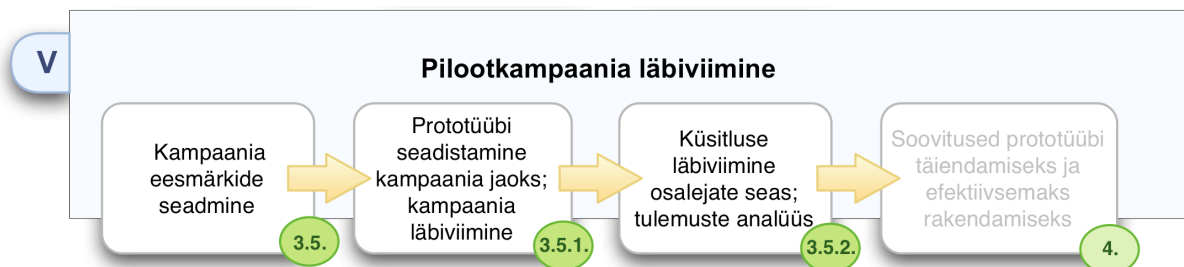 V
Pilootkampaania läbiviimine
Kampaania
eesmärkide
seadmine
3.5.
Prototüübi
seadistamine
kampaania jaoks;
kampaania
läbiviimine
3.5.1.
Küsitluse
läbiviimine
osalejate seas;
tulemuste analüüs
3.5.2.
Soovitused prototüübi
täiendamiseks ja
efektiivsemaks
rakendamiseks
4.